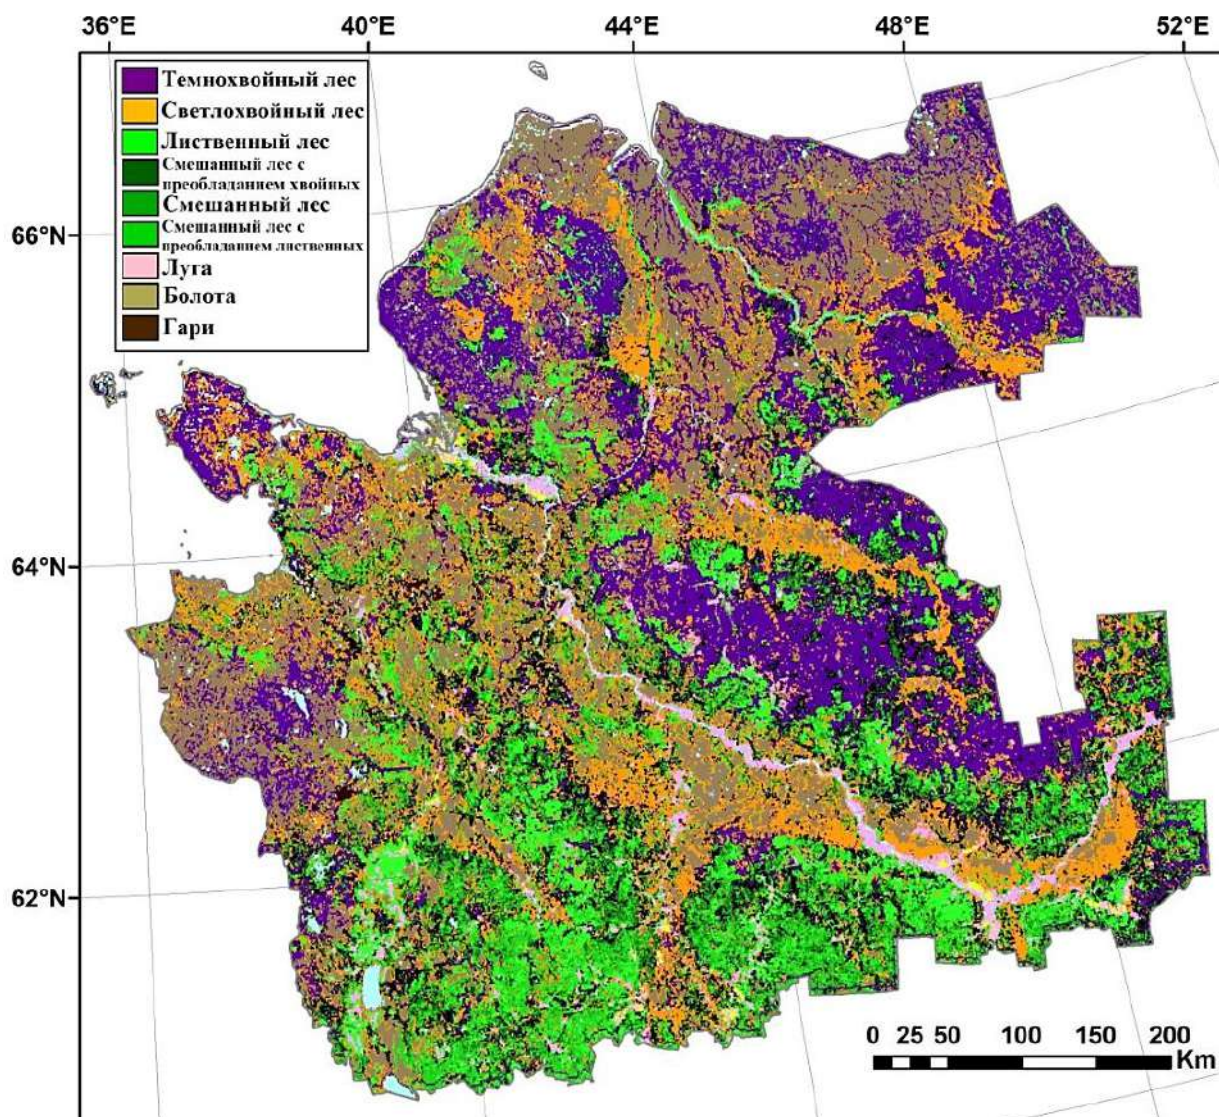 36°E 40°E 44°E 48°E 52°E
Темнохвойный лес
Светлохвойный лес
Лиственный лес
Смешанный лес с
преобладанием хвойных
Смешанный лес
Смешанный лес с
преобладанием лиственных
Луга
Болота
Гари
66°N
64°N
62°N
0 25 50 100 150 200
Km